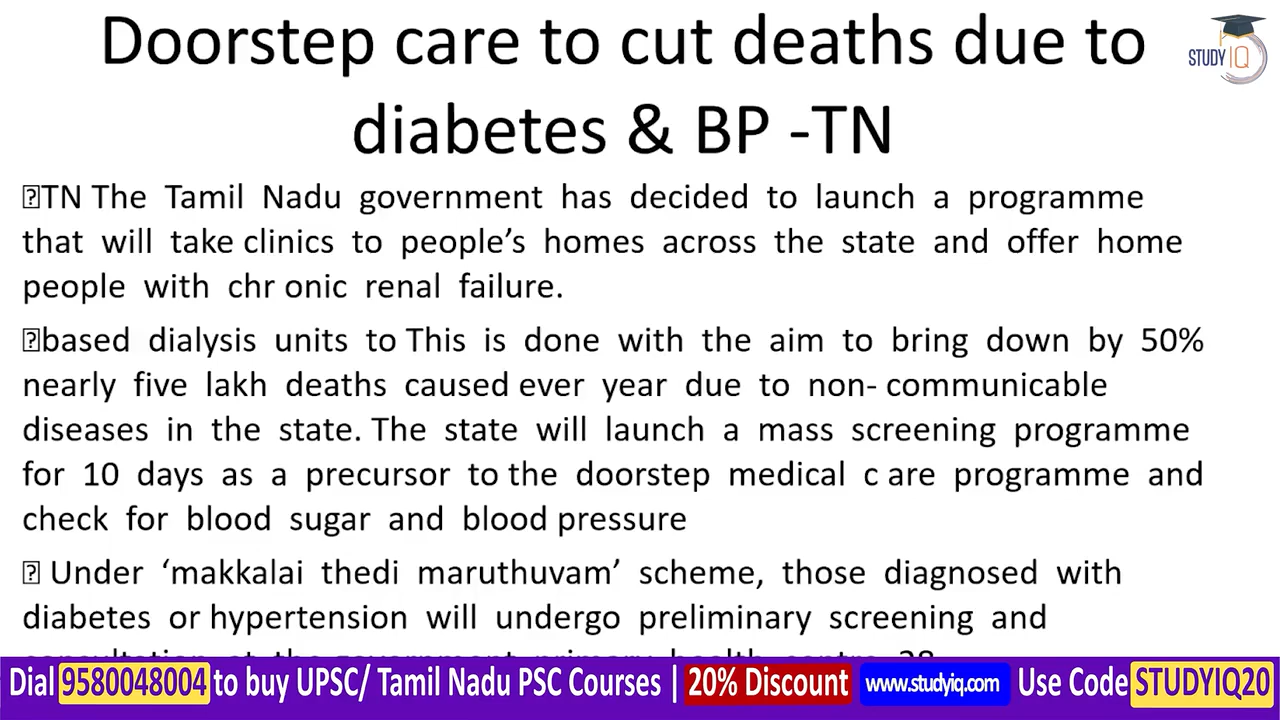 Doorstep care to cut deaths due to
diabetes & BP -TN
STUDY IQ
TN The Tamil Nadu government has decided to launch a programme
that will take clinics to people’s homes across the state and offer home
people with chr onic renal failure.
based dialysis units to This is done with the aim to bring down by 50%
nearly five lakh deaths caused ever year due to non- communicable
diseases in the state. The state will launch a mass screening programme
for 10 days as a precursor to the doorstep medical c are programme and
check for blood sugar and blood pressure
Under ‘makkalai thedi maruthuvam’ scheme, those diagnosed with
diabetes or hypertension will undergo preliminary screening and
Dial 9580048004 to buy UPSC/ Tamil Nadu PSC Courses | 20% Discount www.studyiq.com Use Code STUDYIQ20